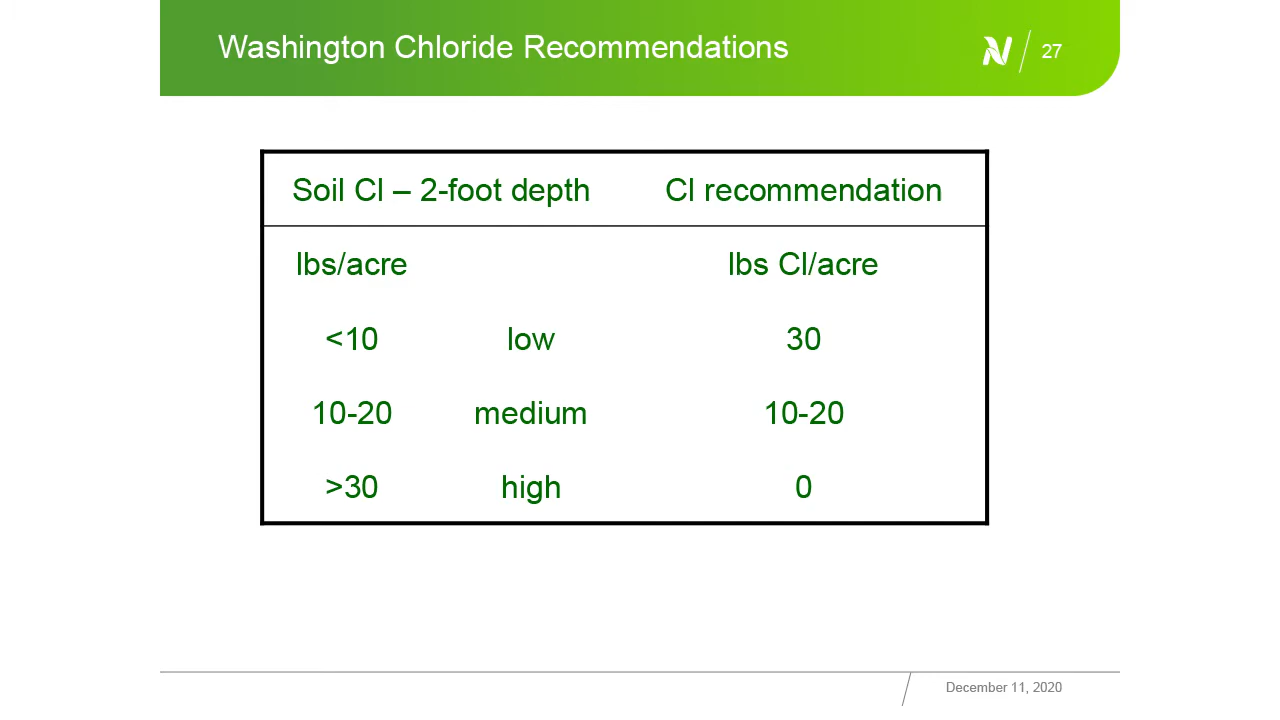 Washington Chloride Recommendations
27
Soil Cl – 2-foot depth Cl recommendation
lbs/acre lbs Cl/acre
<10 low 30
10-20 medium 10-20
>30 high 0
December 11, 2020